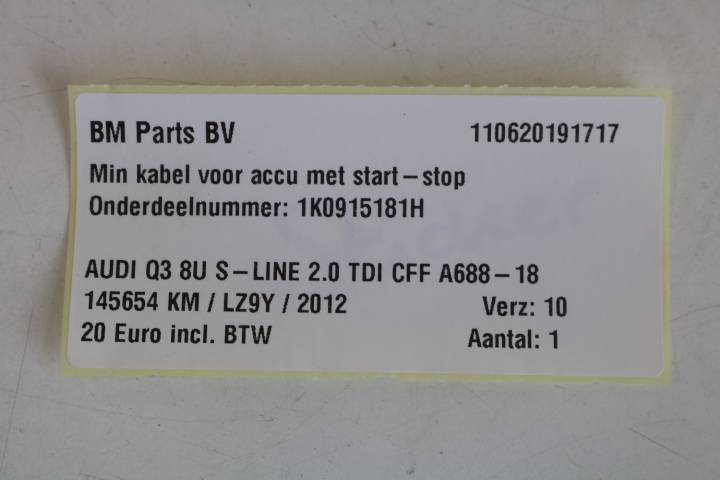 BM Parts BV 110620191717
Min kabel voor accu met start-stop
Onderdeelnummer: 1K0915181H
AUDI Q3 8U S-LINE 2.0 TDI CFF A688-18
145654 KM / LZ9Y / 2012 Verz: 10
20 Euro incl. BTW Aantal: 1